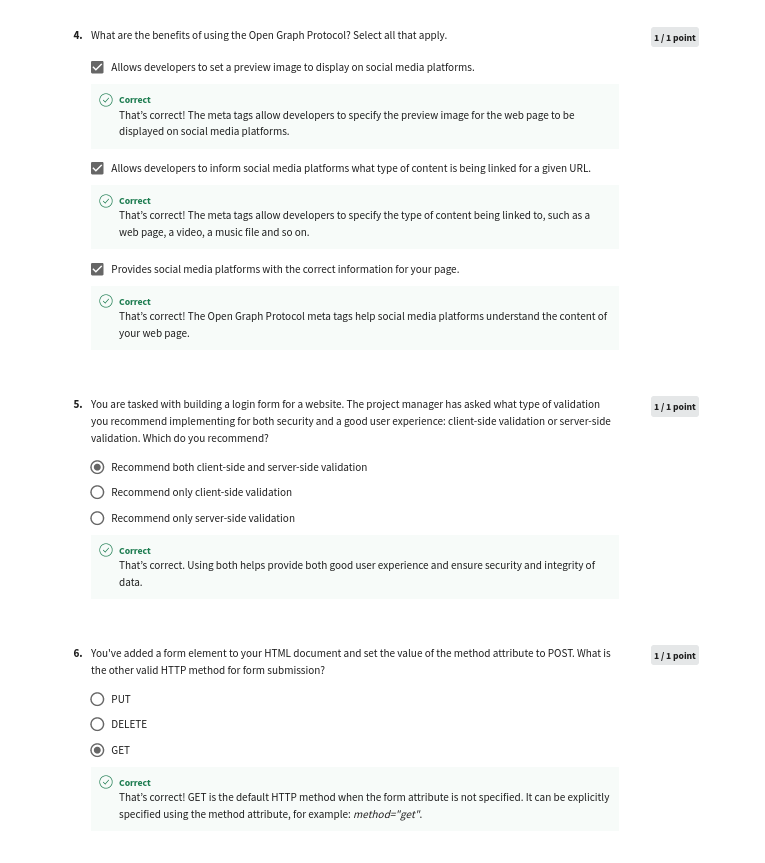 4. What are the benefits of using the Open Graph Protocol? Select all that apply.
1 / 1 point
Allows developers to set a preview image to display on social media platforms.
Correct
That’s correct! The meta tags allow developers to specify the preview image for the web page to be
displayed on social media platforms.
Allows developers to inform social media platforms what type of content is being linked for a given URL.
Correct
That’s correct! The meta tags allow developers to specify the type of content being linked to, such as a
web page, a video, a music file and so on.
Provides social media platforms with the correct information for your page.
Correct
That’s correct! The Open Graph Protocol meta tags help social media platforms understand the content of
your web page.
5. You are tasked with building a login form for a website. The project manager has asked what type of validation
you recommend implementing for both security and a good user experience: client-side validation or server-side
validation. Which do you recommend?
1 / 1 point
Recommend both client-side and server-side validation
Recommend only client-side validation
Recommend only server-side validation
Correct
That’s correct. Using both helps provide both good user experience and ensure security and integrity of
data.
6. You've added a form element to your HTML document and set the value of the method attribute to POST. What is
the other valid HTTP method for form submission?
1 / 1 point
PUT
DELETE
GET
Correct
That’s correct! GET is the default HTTP method when the form attribute is not specified. It can be explicitly
specified using the method attribute, for example: method="get".